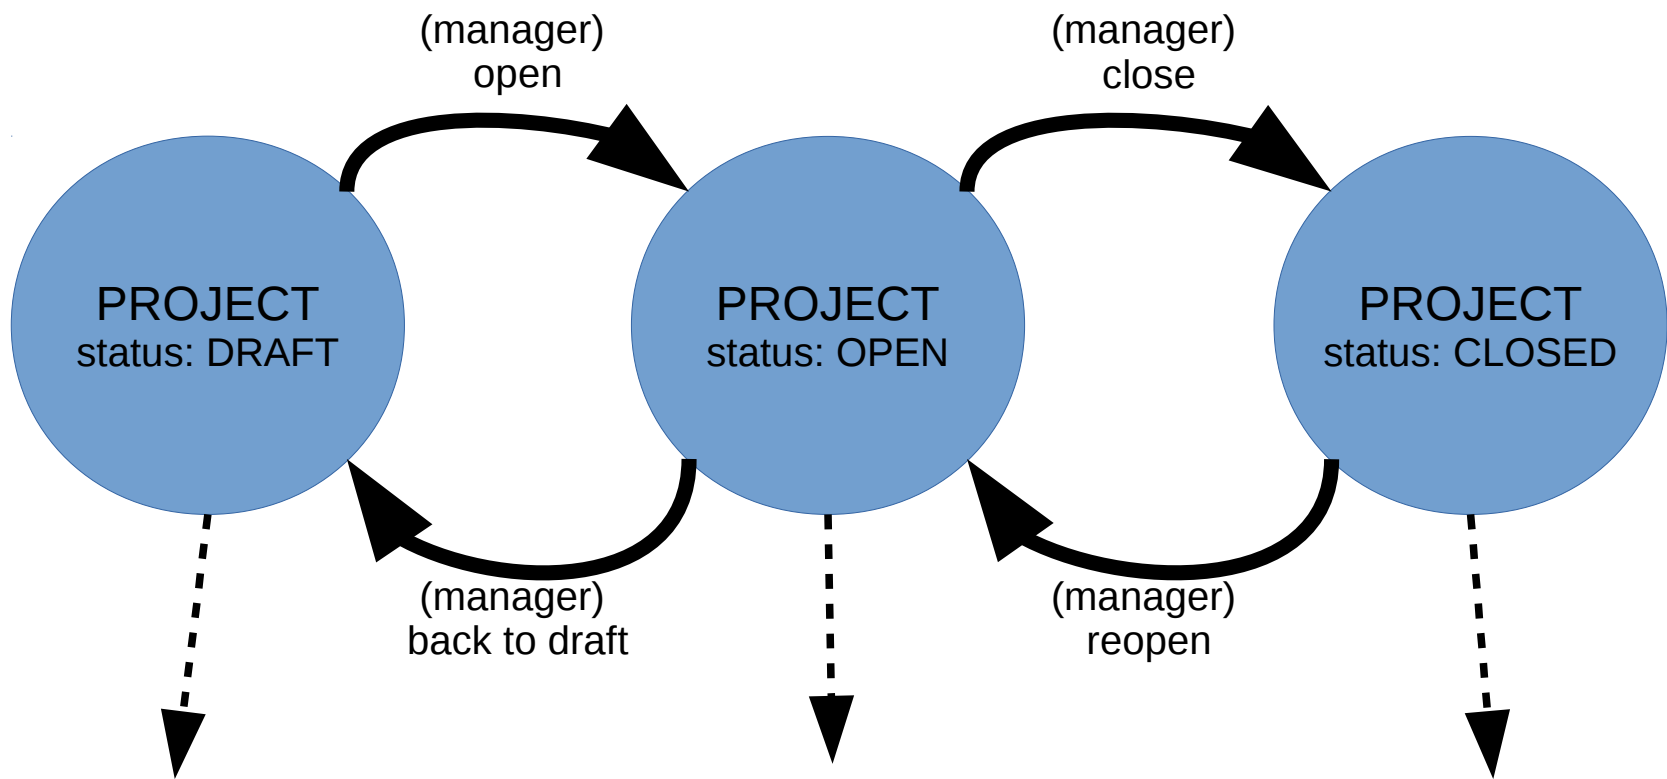 (manager)
open
(manager)
close
PROJECT
status: DRAFT
PROJECT
status: OPEN
PROJECT
status: CLOSED
(manager)
back to draft
(manager)
reopen